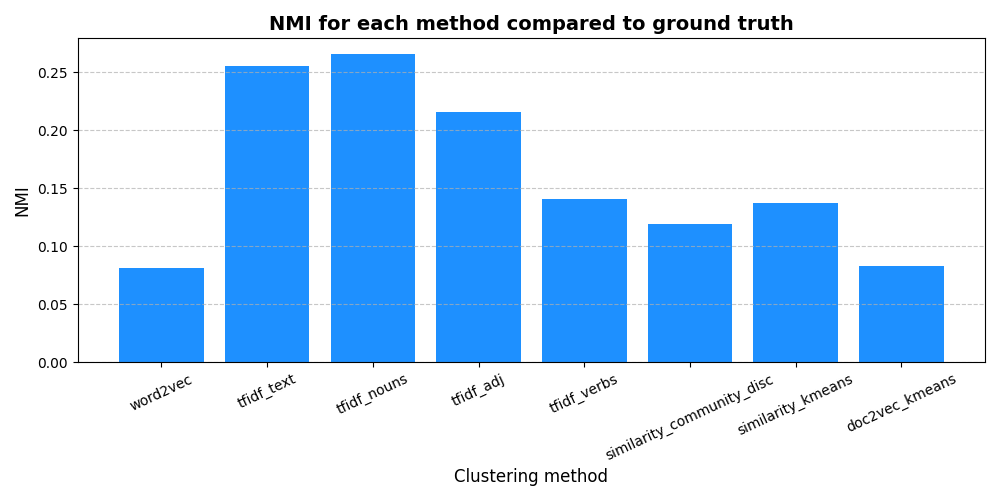 NMI for each method compared to ground truth
NMI
0.25
0.20
0.15
0.10
0.05
0.00
word2vec
tfidf_text
tfidf_nouns
tfidf_adj
tfidf_verbs
similarity_community_disc
similarity_kmeans
doc2vec_kmeans
Clustering method